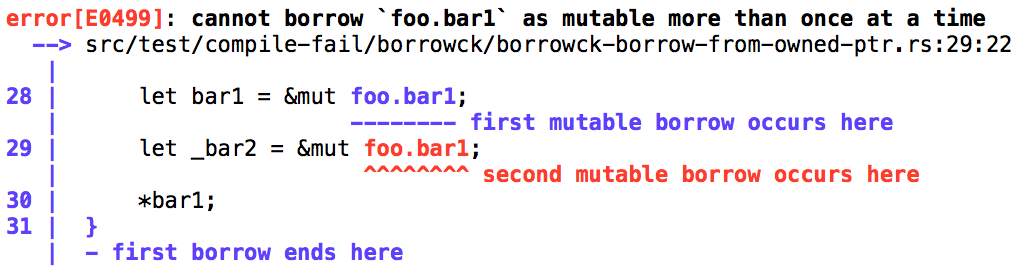 error[E0499]: cannot borrow `foo.bar1` as mutable more than once at a time
  --> src/test/compile-fail/borrowck/borrowck-borrow-from-owned-ptr.rs:29:22
   |
28 |     let bar1 = &mut foo.bar1;
   |                     -------- first mutable borrow occurs here
29 |     let _bar2 = &mut foo.bar1;
   |                      ^^^^^^^^ second mutable borrow occurs here
30 |     *bar1;
31 | }
   | - first borrow ends here